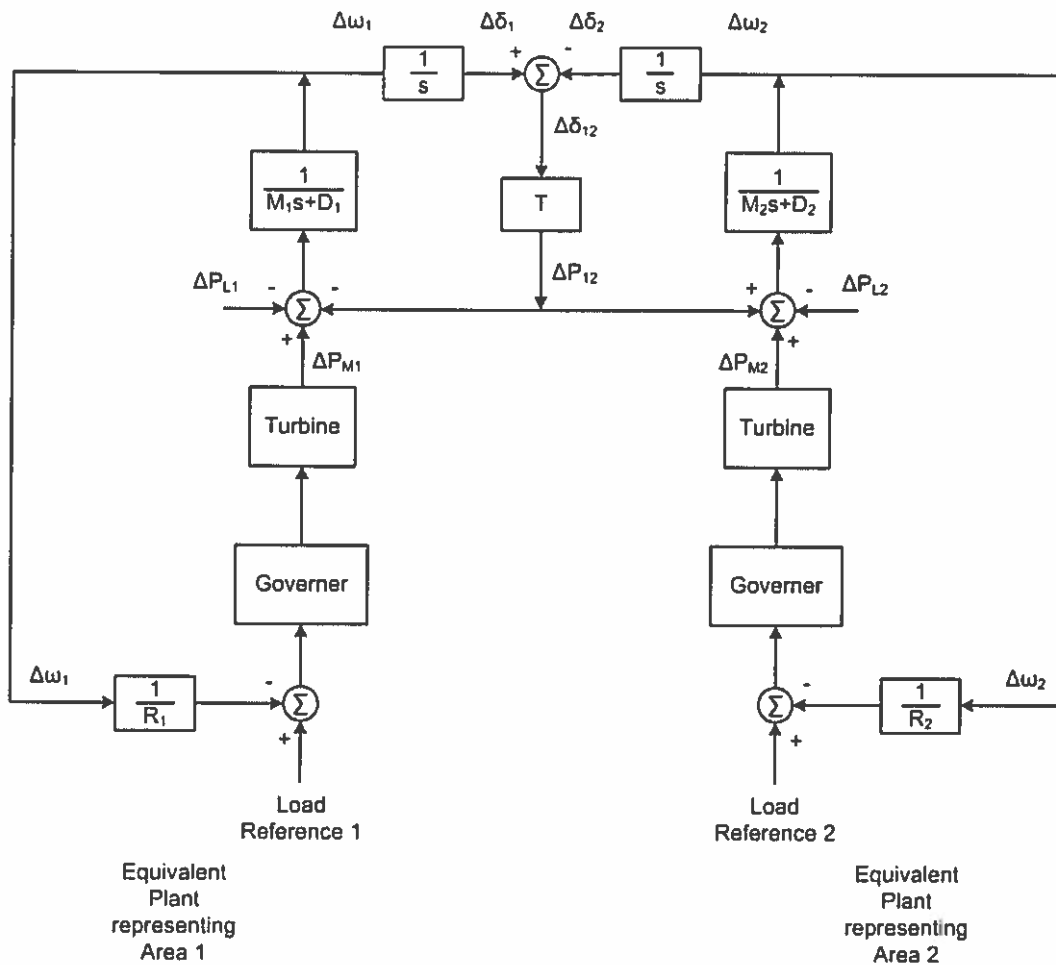 Δω₁ Δδ₁ Δδ₂ Δω₂
1
s
+ Σ -
1
s
Δδ₁₂
1
M₁s+D₁
T
1
M₂s+D₂
ΔP₁₂
ΔP_L1 - Σ - + Σ - ΔP_L2
+ +
ΔP_M1 ΔP_M2
Turbine Turbine
Governer Governer
Δω₁
1
R₁
- Σ
+
- Σ
+
1
R₂
Δω₂
Load
Reference 1
Load
Reference 2
Equivalent
Plant
representing
Area 1
Equivalent
Plant
representing
Area 2